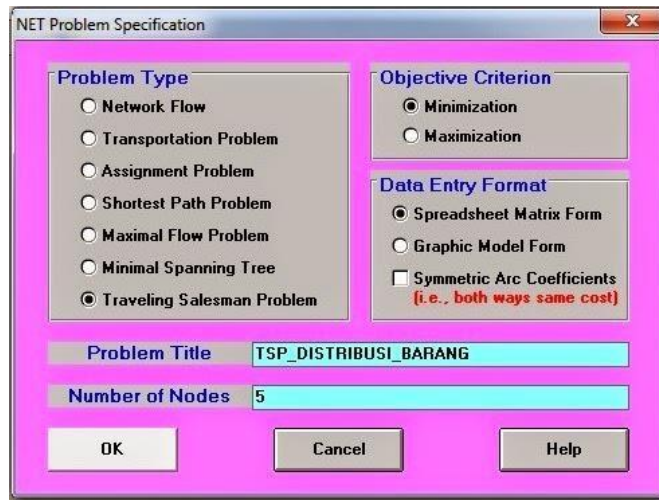 NET Problem Specification
Problem Type
Network Flow
Transportation Problem
Assignment Problem
Shortest Path Problem
Maximal Flow Problem
Minimal Spanning Tree
Traveling Salesman Problem
Objective Criterion
Minimization
Maximization
Data Entry Format
Spreadsheet Matrix Form
Graphic Model Form
Symmetric Arc Coefficients
(i.e., both ways same cost)
Problem Title
TSP_DISTRIBUSI_BARANG
Number of Nodes
5
OK
Cancel
Help